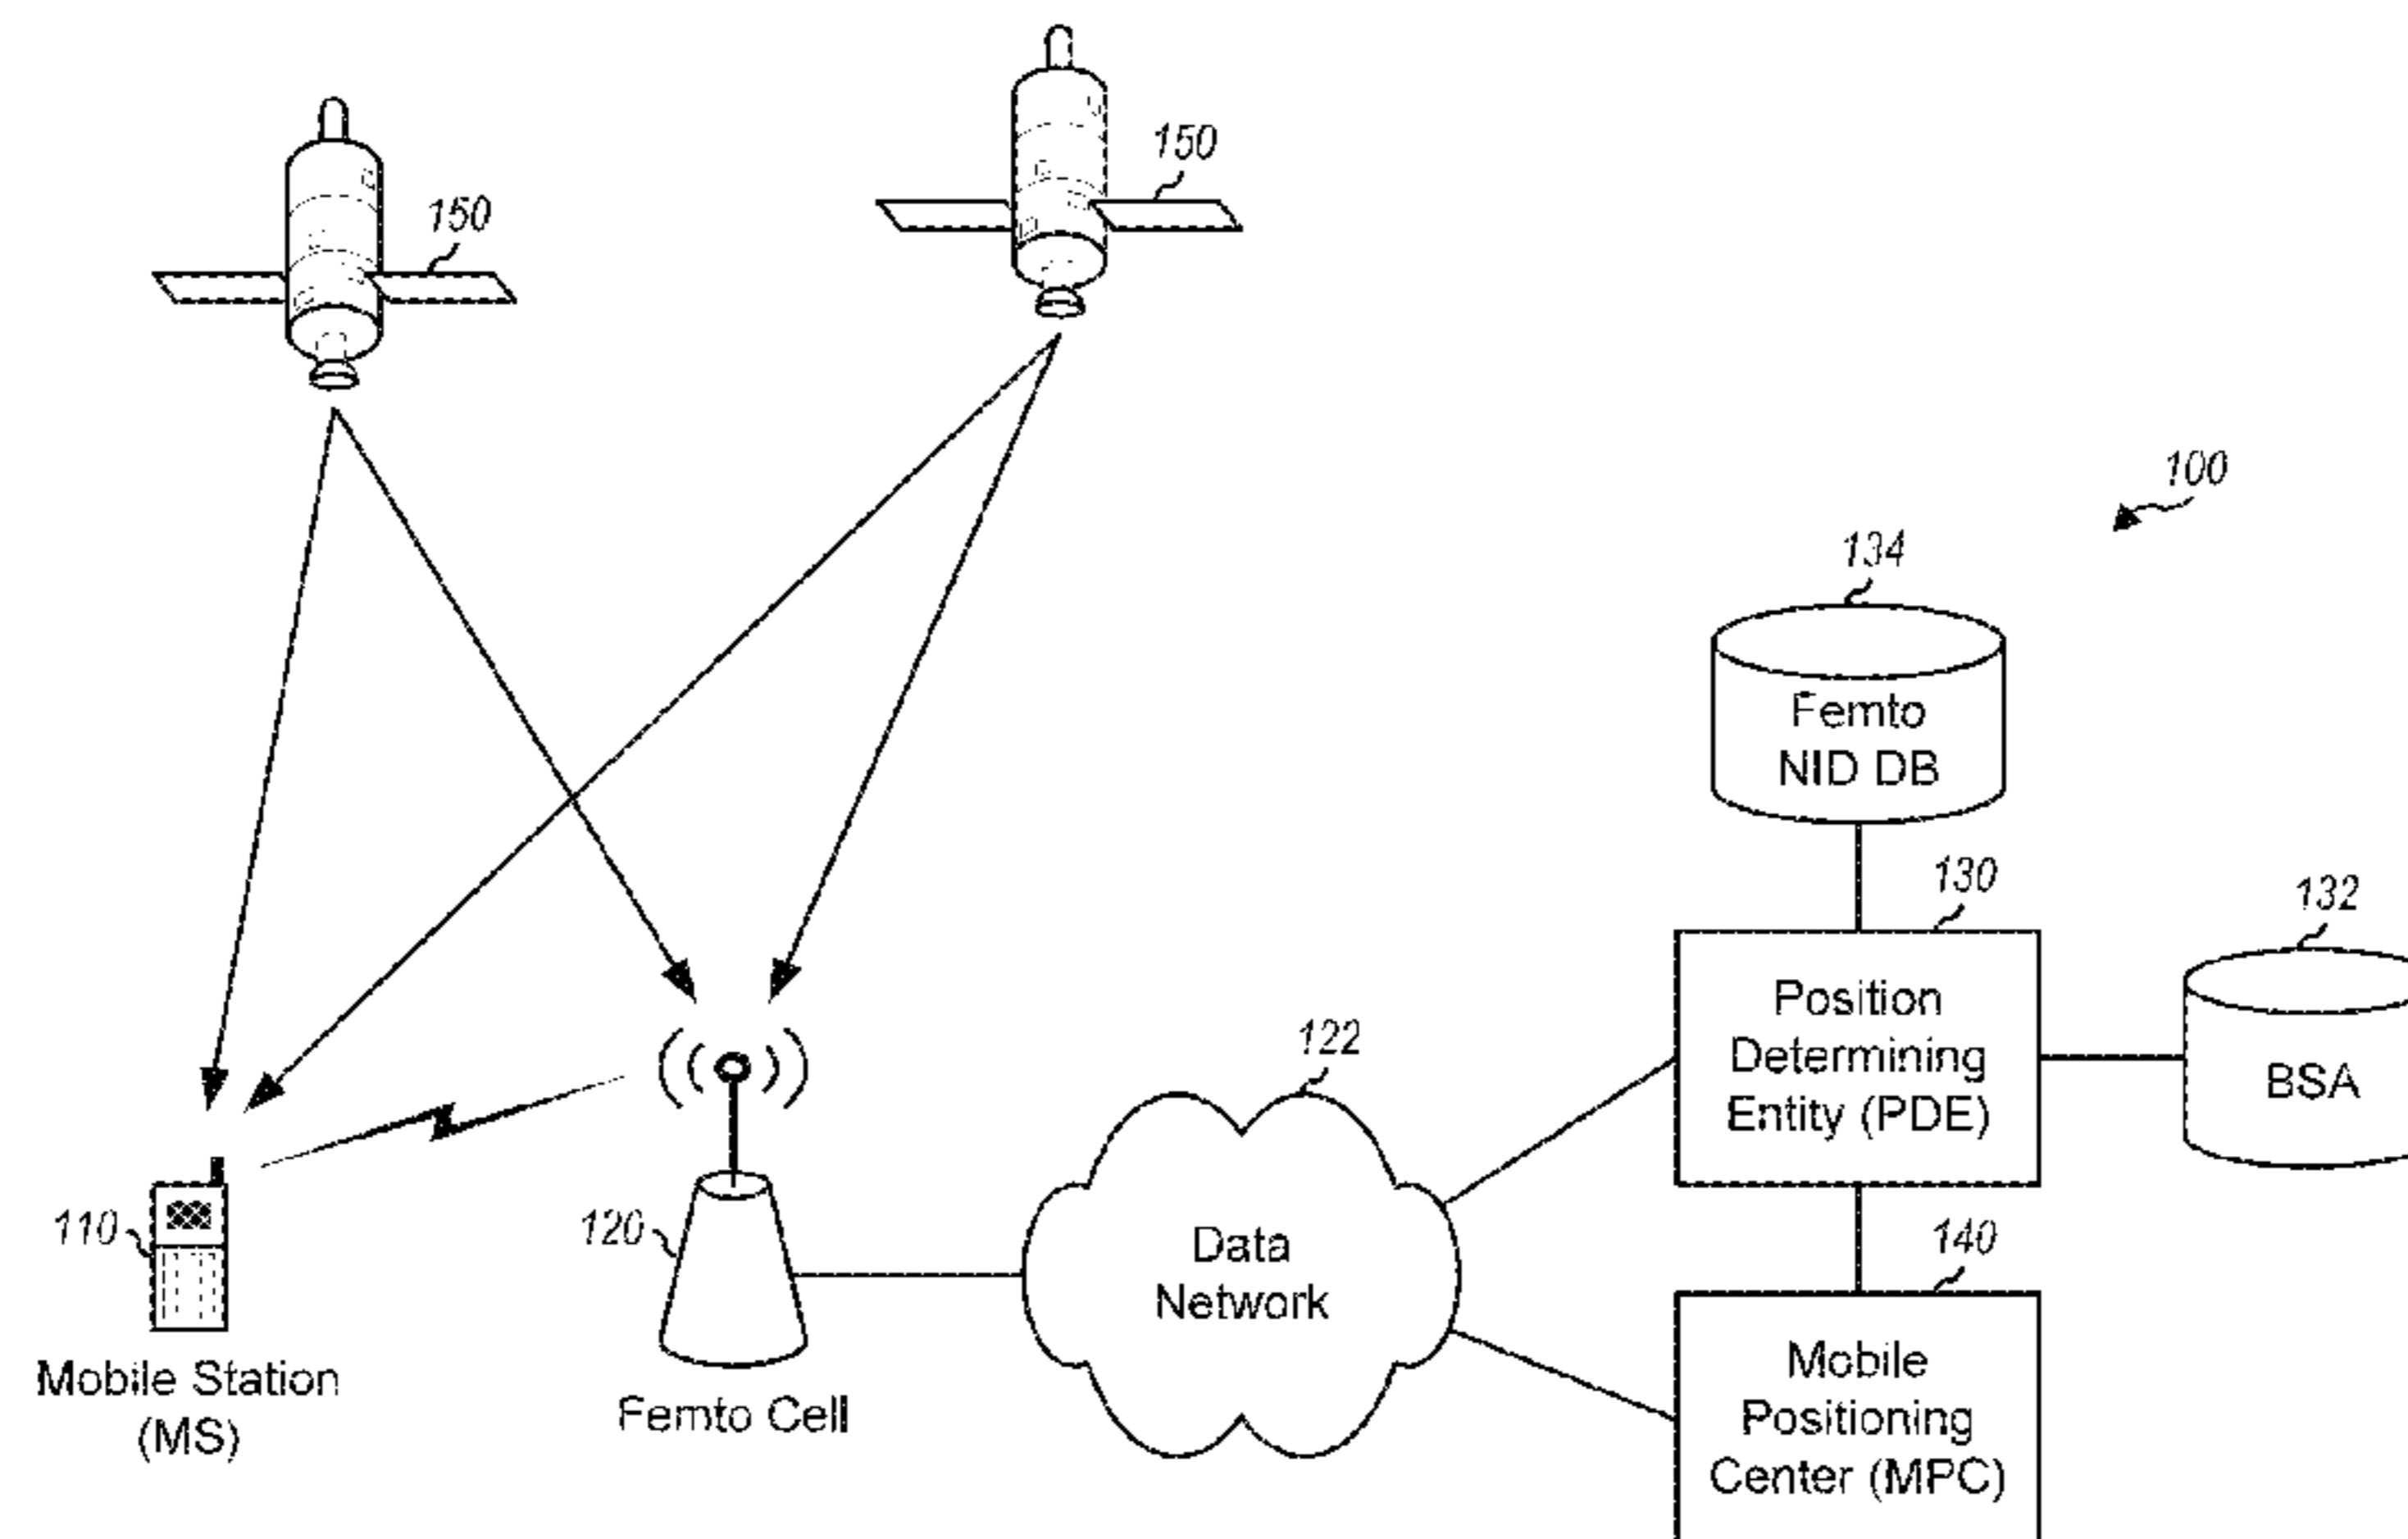 150
150
100
134
Femto
NID DB
130
132
Position
Determining
Entity (PDE)
BSA
122
110
120
Data
Network
140
Mobile Station
(MS)
Femto Cell
Mobile
Positioning
Center (MPC)